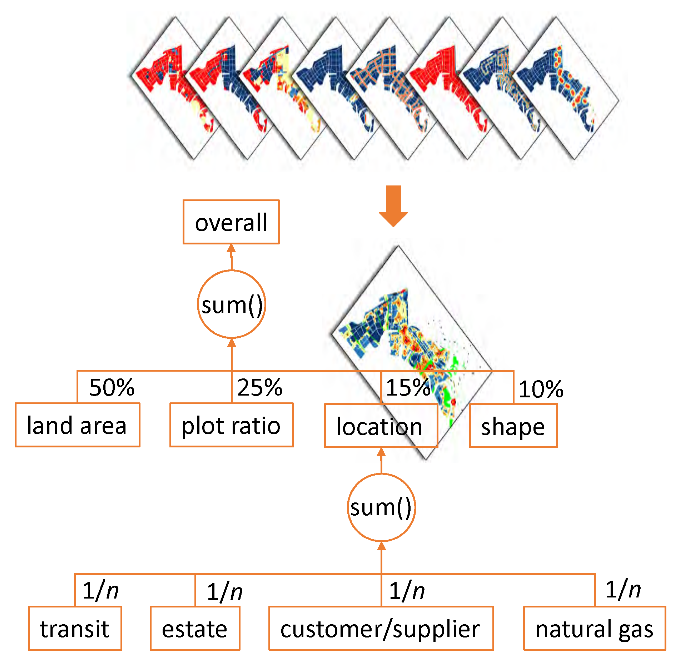 overall
sum()
50%
25%
15%
10%
land area
plot ratio
location
shape
sum()
1/n
1/n
1/n
1/n
transit
estate
customer/supplier
natural gas